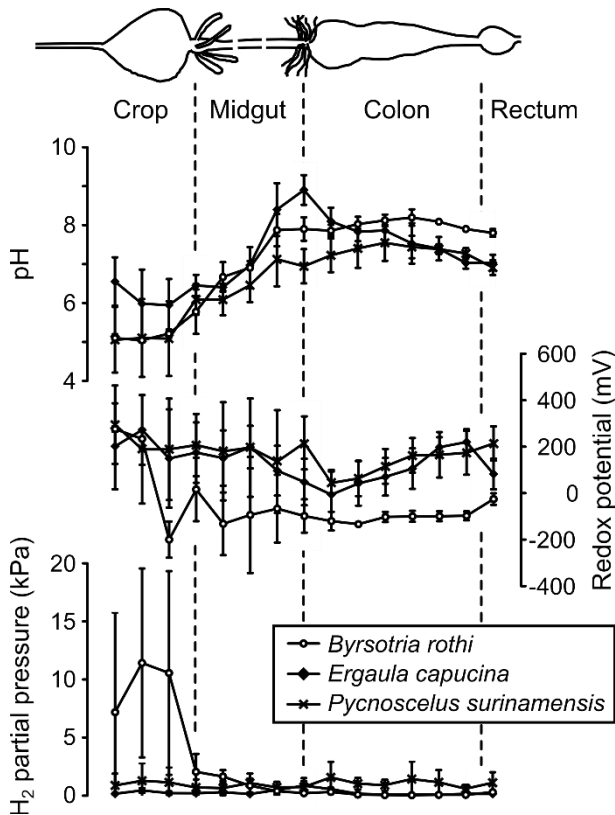 Crop Midgut Colon Rectum
10
8
6
4
pH
600
400
200
0
-200
-400
Redox potential (mV)
20
15
10
5
0
H2 partial pressure (kPa)
Byrsotria rothi
Ergaula capucina
Pycnoscelus surinamensis